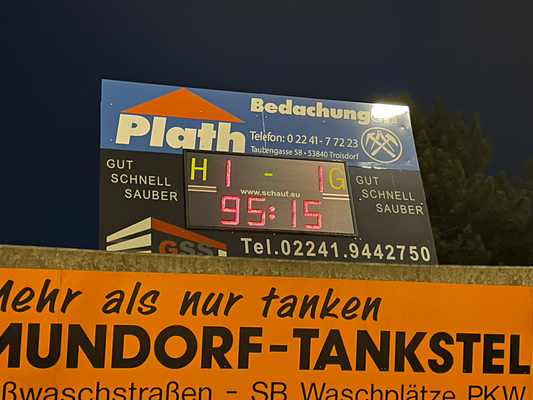 Bedachungen
Plath
Telefon: 0 22 41 - 7 72 23
Taubengasse 58 · 53840 Troisdorf
GUT
SCHNELL
SAUBER
H 1 - 1 G
www.schauf.eu
95:15
GUT
SCHNELL
SAUBER
GSS
Tel.02241.9442750
Mehr als nur tanken
MUNDORF-TANKSTEL
ßwaschstraßen - SB Waschplätze PKW